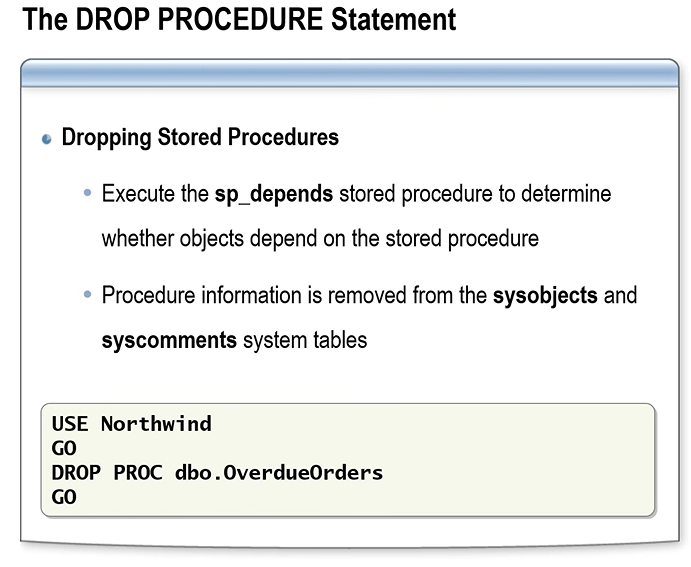 The DROP PROCEDURE Statement
Dropping Stored Procedures
Execute the sp_depends stored procedure to determine
whether objects depend on the stored procedure
Procedure information is removed from the sysobjects and
syscomments system tables
USE Northwind
GO
DROP PROC dbo.OverdueOrders
GO